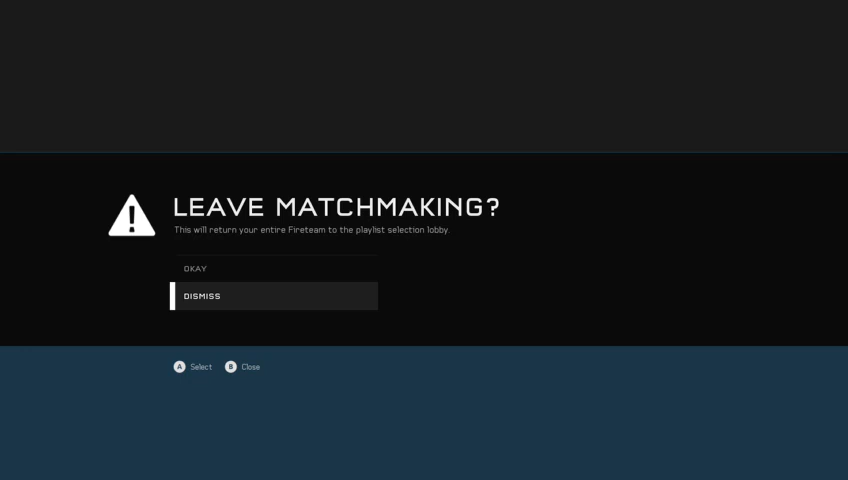 LEAVE MATCHMAKING?
This will return your entire Fireteam to the playlist selection lobby.
OKAY
DISMISS
A Select B Close